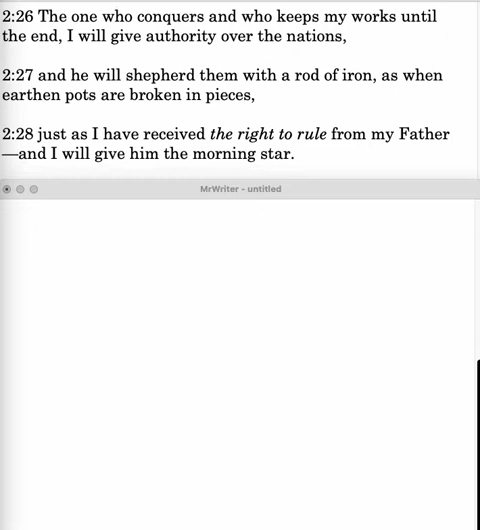 2:26 The one who conquers and who keeps my works until
the end, I will give authority over the nations,
2:27 and he will shepherd them with a rod of iron, as when
earthen pots are broken in pieces,
2:28 just as I have received the right to rule from my Father
—and I will give him the morning star.
MrWriter - untitled